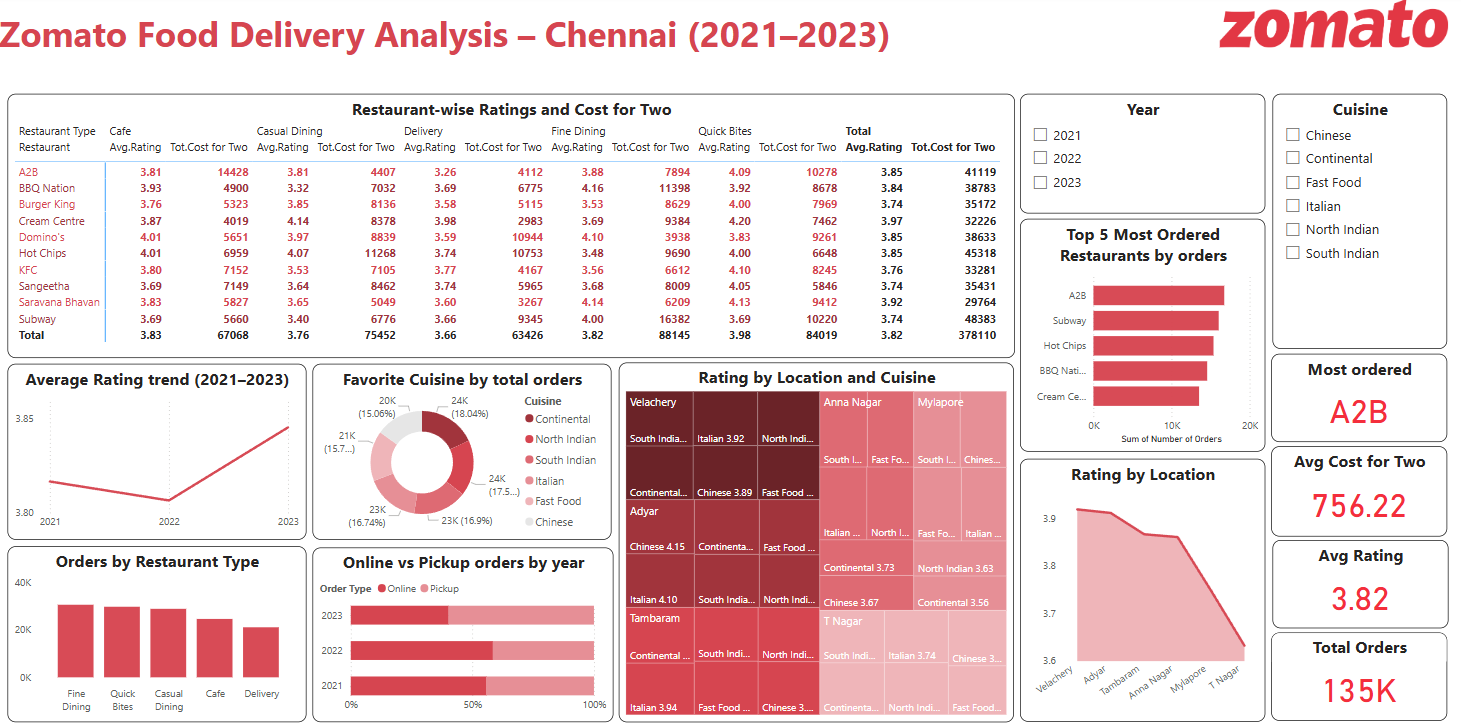 Zomato Food Delivery Analysis – Chennai (2021–2023)
zomato
Restaurant-wise Ratings and Cost for Two
Restaurant Type Cafe Casual Dining Delivery Fine Dining Quick Bites Total
Restaurant Avg.Rating Tot.Cost for Two Avg.Rating Tot.Cost for Two Avg.Rating Tot.Cost for Two Avg.Rating Tot.Cost for Two Avg.Rating Tot.Cost for Two Avg.Rating Tot.Cost for Two
A2B 3.81 14428 3.81 4407 3.26 4112 3.88 7894 4.09 10278 3.85 41119
BBQ Nation 3.93 4900 3.32 7032 3.69 6775 4.16 11398 3.92 8678 3.84 38783
Burger King 3.76 5323 3.85 8136 3.58 5115 3.53 8629 4.00 7969 3.74 35172
Cream Centre 3.87 4019 4.14 8378 3.98 2983 3.69 9384 4.20 7462 3.97 32226
Domino's 4.01 5651 3.97 8839 3.59 10944 4.10 3938 3.83 9261 3.85 38633
Hot Chips 4.01 6959 4.07 11268 3.74 10753 3.48 9690 4.00 6648 3.85 45318
KFC 3.80 7152 3.53 7105 3.77 4167 3.56 6612 4.10 8245 3.76 33281
Sangeetha 3.69 7149 3.64 8462 3.74 5965 3.68 8009 4.05 5846 3.74 35431
Saravana Bhavan 3.83 5827 3.65 5049 3.60 3267 4.14 6209 4.13 9412 3.92 29764
Subway 3.69 5660 3.40 6776 3.66 9345 4.00 16382 3.69 10220 3.74 48383
Total 3.83 67068 3.76 75452 3.66 63426 3.82 88145 3.98 84019 3.82 378110
Year
2021
2022
2023
Cuisine
Chinese
Continental
Fast Food
Italian
North Indian
South Indian
Top 5 Most Ordered
Restaurants by orders
A2B
Subway
Hot Chips
BBQ Nati...
Cream Ce...
0K 10K 20K
Sum of Number of Orders
Most ordered
A2B
Avg Cost for Two
756.22
Avg Rating
3.82
Total Orders
135K
Average Rating trend (2021–2023)
3.85
3.80
2021 2022 2023
Favorite Cuisine by total orders
20K
(15.06%)
24K
(18.04%)
21K
(15.7...)
24K
(17.5...)
23K
(16.74%)
23K (16.9%)
Cuisine
Continental
North Indian
South Indian
Italian
Fast Food
Chinese
Rating by Location and Cuisine
Velachery
South India... Italian 3.92 North Indi...
Continental... Chinese 3.89 Fast Food ...
Adyar
Chinese 4.15 Continenta... Fast Food ...
Italian 4.10 South India... North Indi...
Tambaram
Continental ... South Indi... North Indi...
Italian 3.94 Fast Food ... Chinese 3....
Anna Nagar
South I... Fast Fo...
Italian ... North I...
Continental 3.73
Chinese 3.67
Mylapore
South I... Chines...
Fast Fo... Italian ...
North Indian 3.63
Continental 3.56
T Nagar
South Indi... Italian 3.74 Chinese 3...
Continenta... North Indi... Fast Food...
Rating by Location
3.9
3.8
3.7
3.6
Velachery Adyar Tambaram Anna Nagar Mylapore T Nagar
Orders by Restaurant Type
40K
20K
0K
Fine Dining
Quick Bites
Casual Dining
Cafe
Delivery
Online vs Pickup orders by year
Order Type Online Pickup
2023
2022
2021
0% 50% 100%